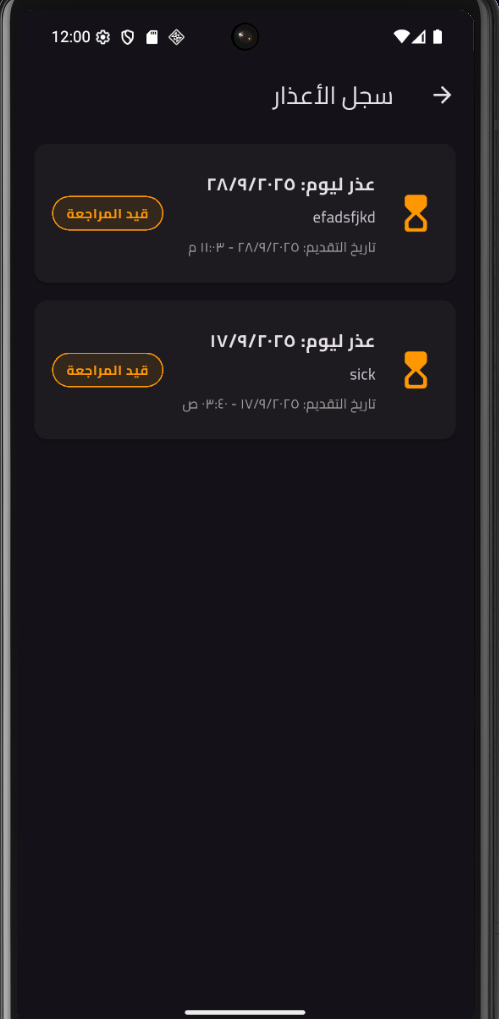 12:00
سجل الأعذار
عذر ليوم: ٢٨/٩/٢٠٢٥
efadsfjkd
تاريخ التقديم: ٢٨/٩/٢٠٢٥ - ١١:٠٣ م
قيد المراجعة
عذر ليوم: ١٧/٩/٢٠٢٥
sick
تاريخ التقديم: ١٧/٩/٢٠٢٥ - ٠٣:٤٠ ص
قيد المراجعة